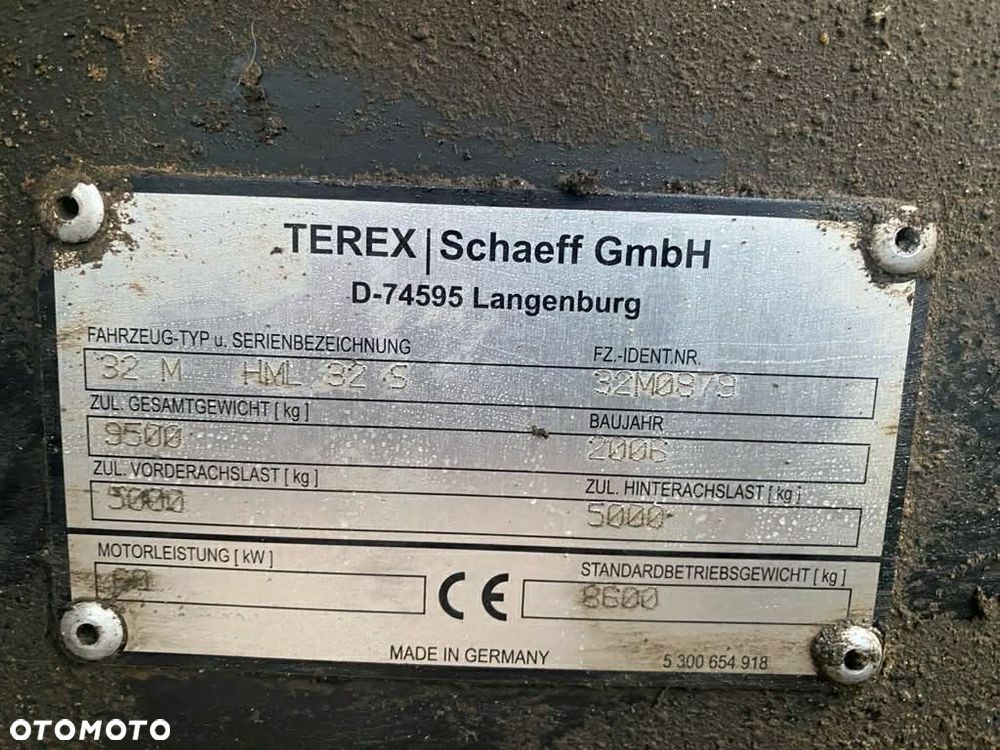 TEREX | Schaeff GmbH
D-74595 Langenburg
FAHRZEUG-TYP u. SERIENBEZEICHNUNG FZ.-IDENT.NR.
32 M HML 32 S 32M0879
ZUL. GESAMTGEWICHT [ kg ] BAUJAHR
9500 2006
ZUL. VORDERACHSLAST [ kg ] ZUL. HINTERACHSLAST [ kg ]
5000 5000
MOTORLEISTUNG [ kW ] STANDARDBETRIEBSGEWICHT [ kg ]
CE 8600
MADE IN GERMANY 5 300 654 918
OTOMOTO